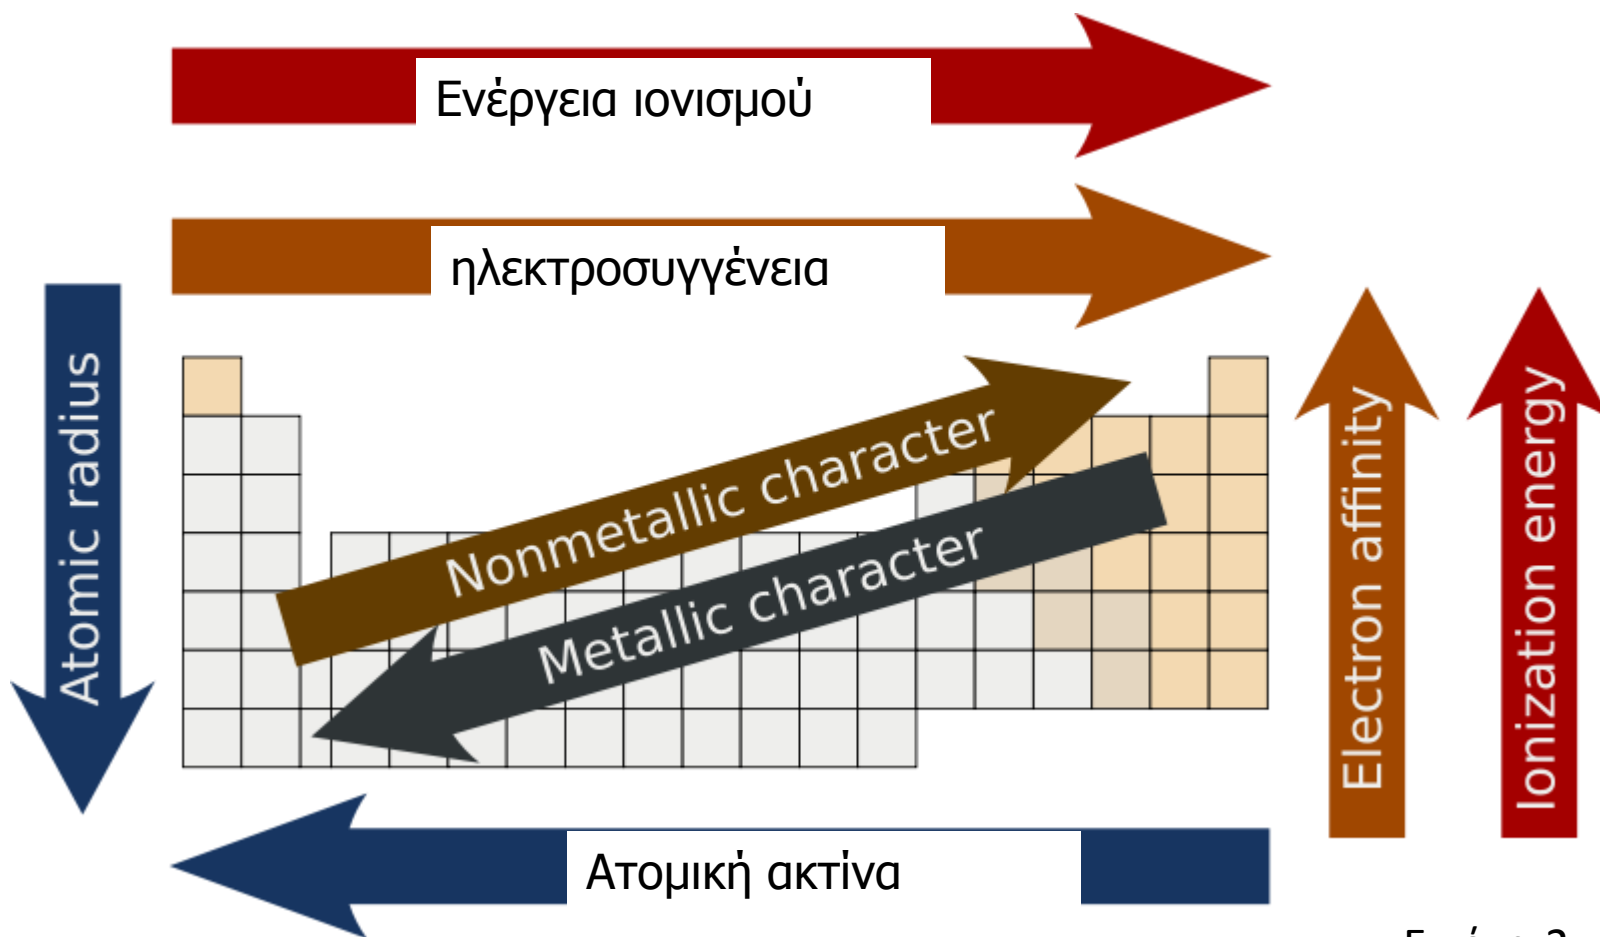 Ενέργεια ιονισμού
ηλεκτροσυγγένεια
Atomic radius
Nonmetallic character
Metallic character
Electron affinity
Ionization energy
Ατομική ακτίνα